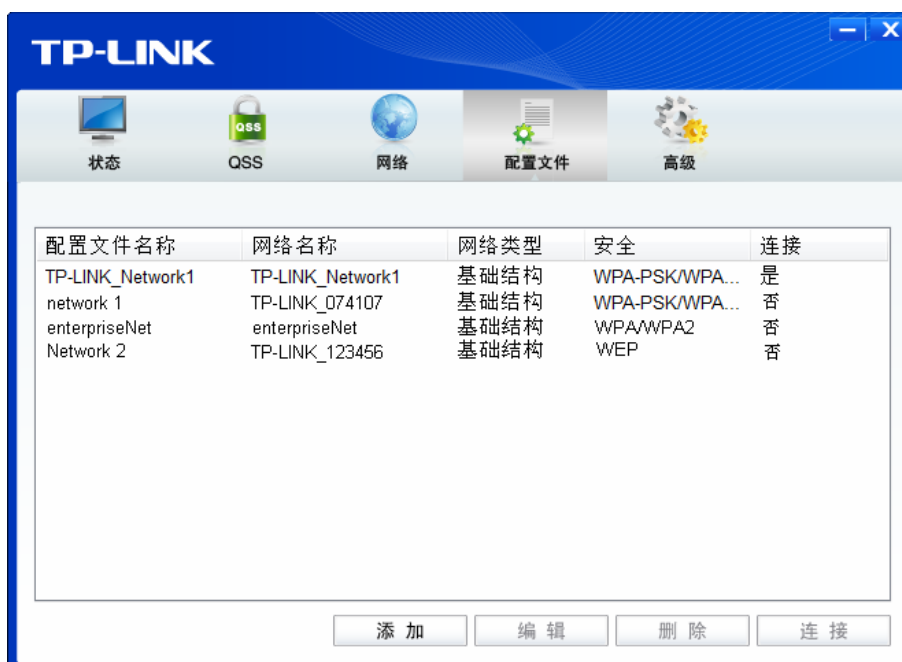 TP-LINK
QSS
状态 QSS 网络 配置文件 高级
配置文件名称 网络名称 网络类型 安全 连接
TP-LINK_Network1 TP-LINK_Network1 基础结构 WPA-PSK/WPA... 是
network 1 TP-LINK_074107 基础结构 WPA-PSK/WPA... 否
enterpriseNet enterpriseNet 基础结构 WPA/WPA2 否
Network 2 TP-LINK_123456 基础结构 WEP 否
添加 编辑 删除 连接